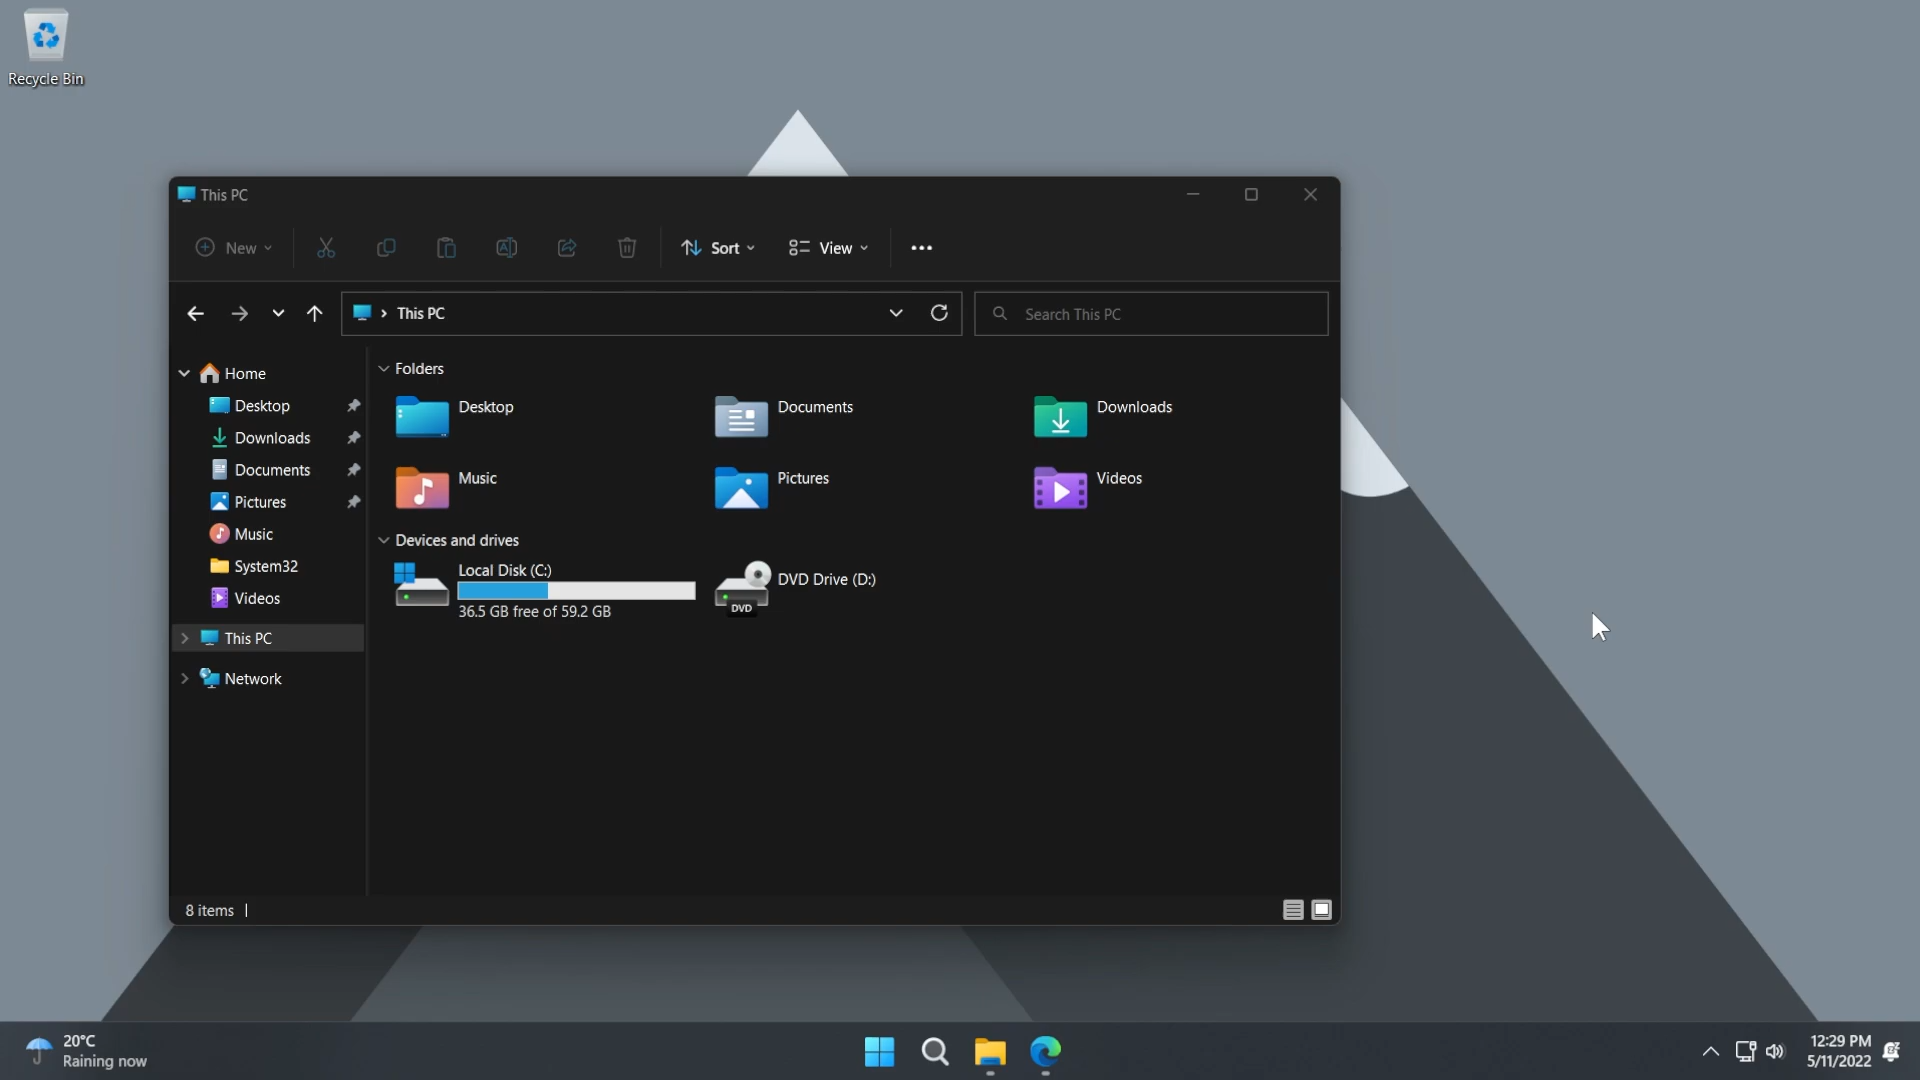 Recycle Bin
This PC
New
Sort
View
This PC
Search This PC
Home
Desktop
Downloads
Documents
Pictures
Music
System32
Videos
This PC
Network
Folders
Desktop
Documents
Downloads
Music
Pictures
Videos
Devices and drives
Local Disk (C:)
36.5 GB free of 59.2 GB
DVD
DVD Drive (D:)
8 items
20°C
Raining now
12:29 PM
5/11/2022